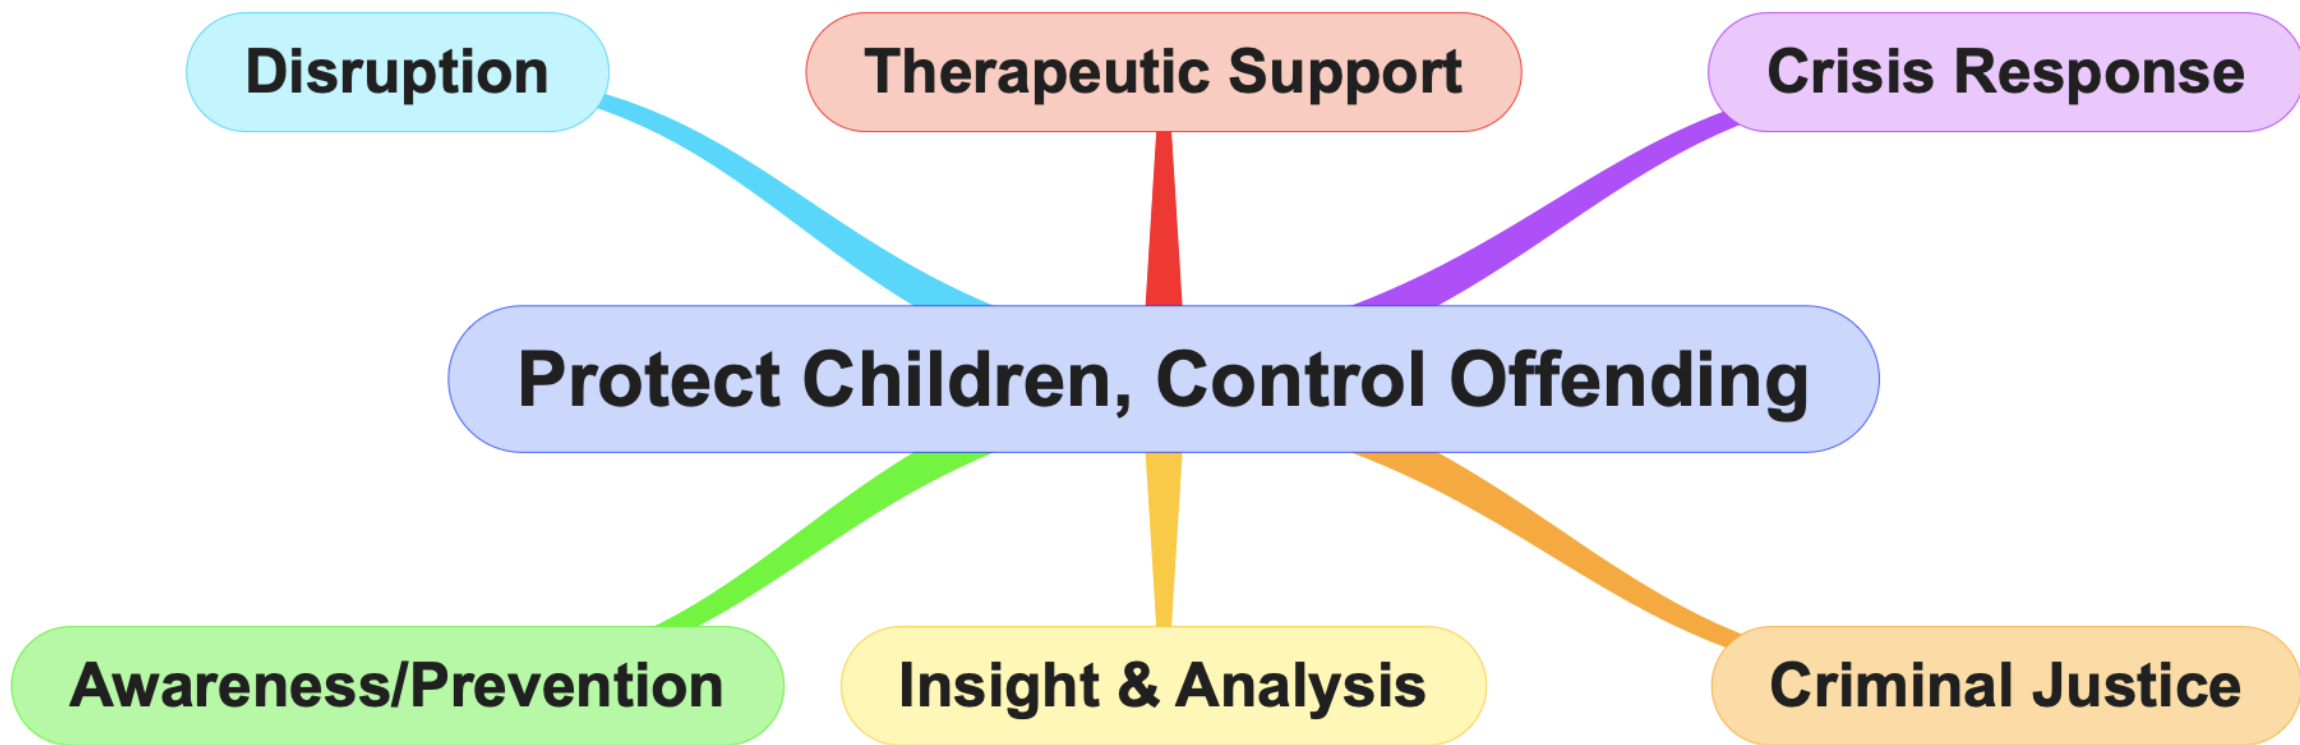 Disruption
Therapeutic Support
Crisis Response
Protect Children, Control Offending
Awareness/Prevention
Insight & Analysis
Criminal Justice